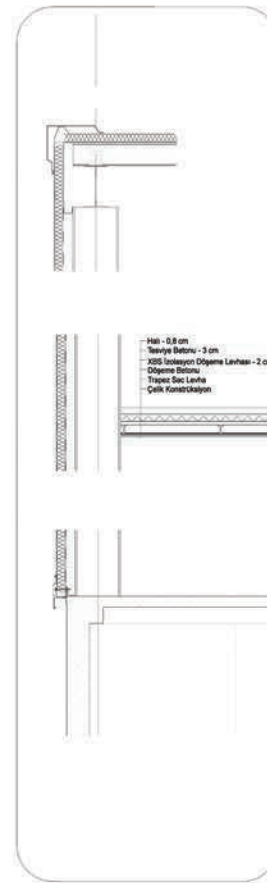 Halı - 0,8 cm
Tesviye Betonu - 3 cm
XBS İzolasyon Döşeme Levhası - 2 c
Döşeme Betonu
Trapez Sac Levha
Çelik Konstrüksiyon